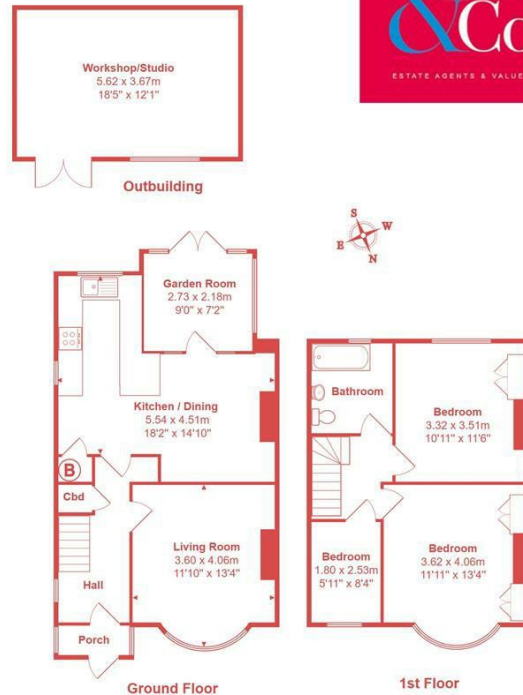 &Co
ESTATE AGENTS & VALUE
Workshop/Studio
5.62 x 3.67m
18'5" x 12'1"
Outbuilding
S
W
E
N
Garden Room
2.73 x 2.18m
9'0" x 7'2"
Kitchen / Dining
5.54 x 4.51m
18'2" x 14'10"
B
Cbd
Living Room
3.60 x 4.06m
11'10" x 13'4"
Hall
Porch
Ground Floor
Bathroom
Bedroom
3.32 x 3.51m
10'11" x 11'6"
Bedroom
1.80 x 2.53m
5'11" x 8'4"
Bedroom
3.62 x 4.06m
11'11" x 13'4"
1st Floor